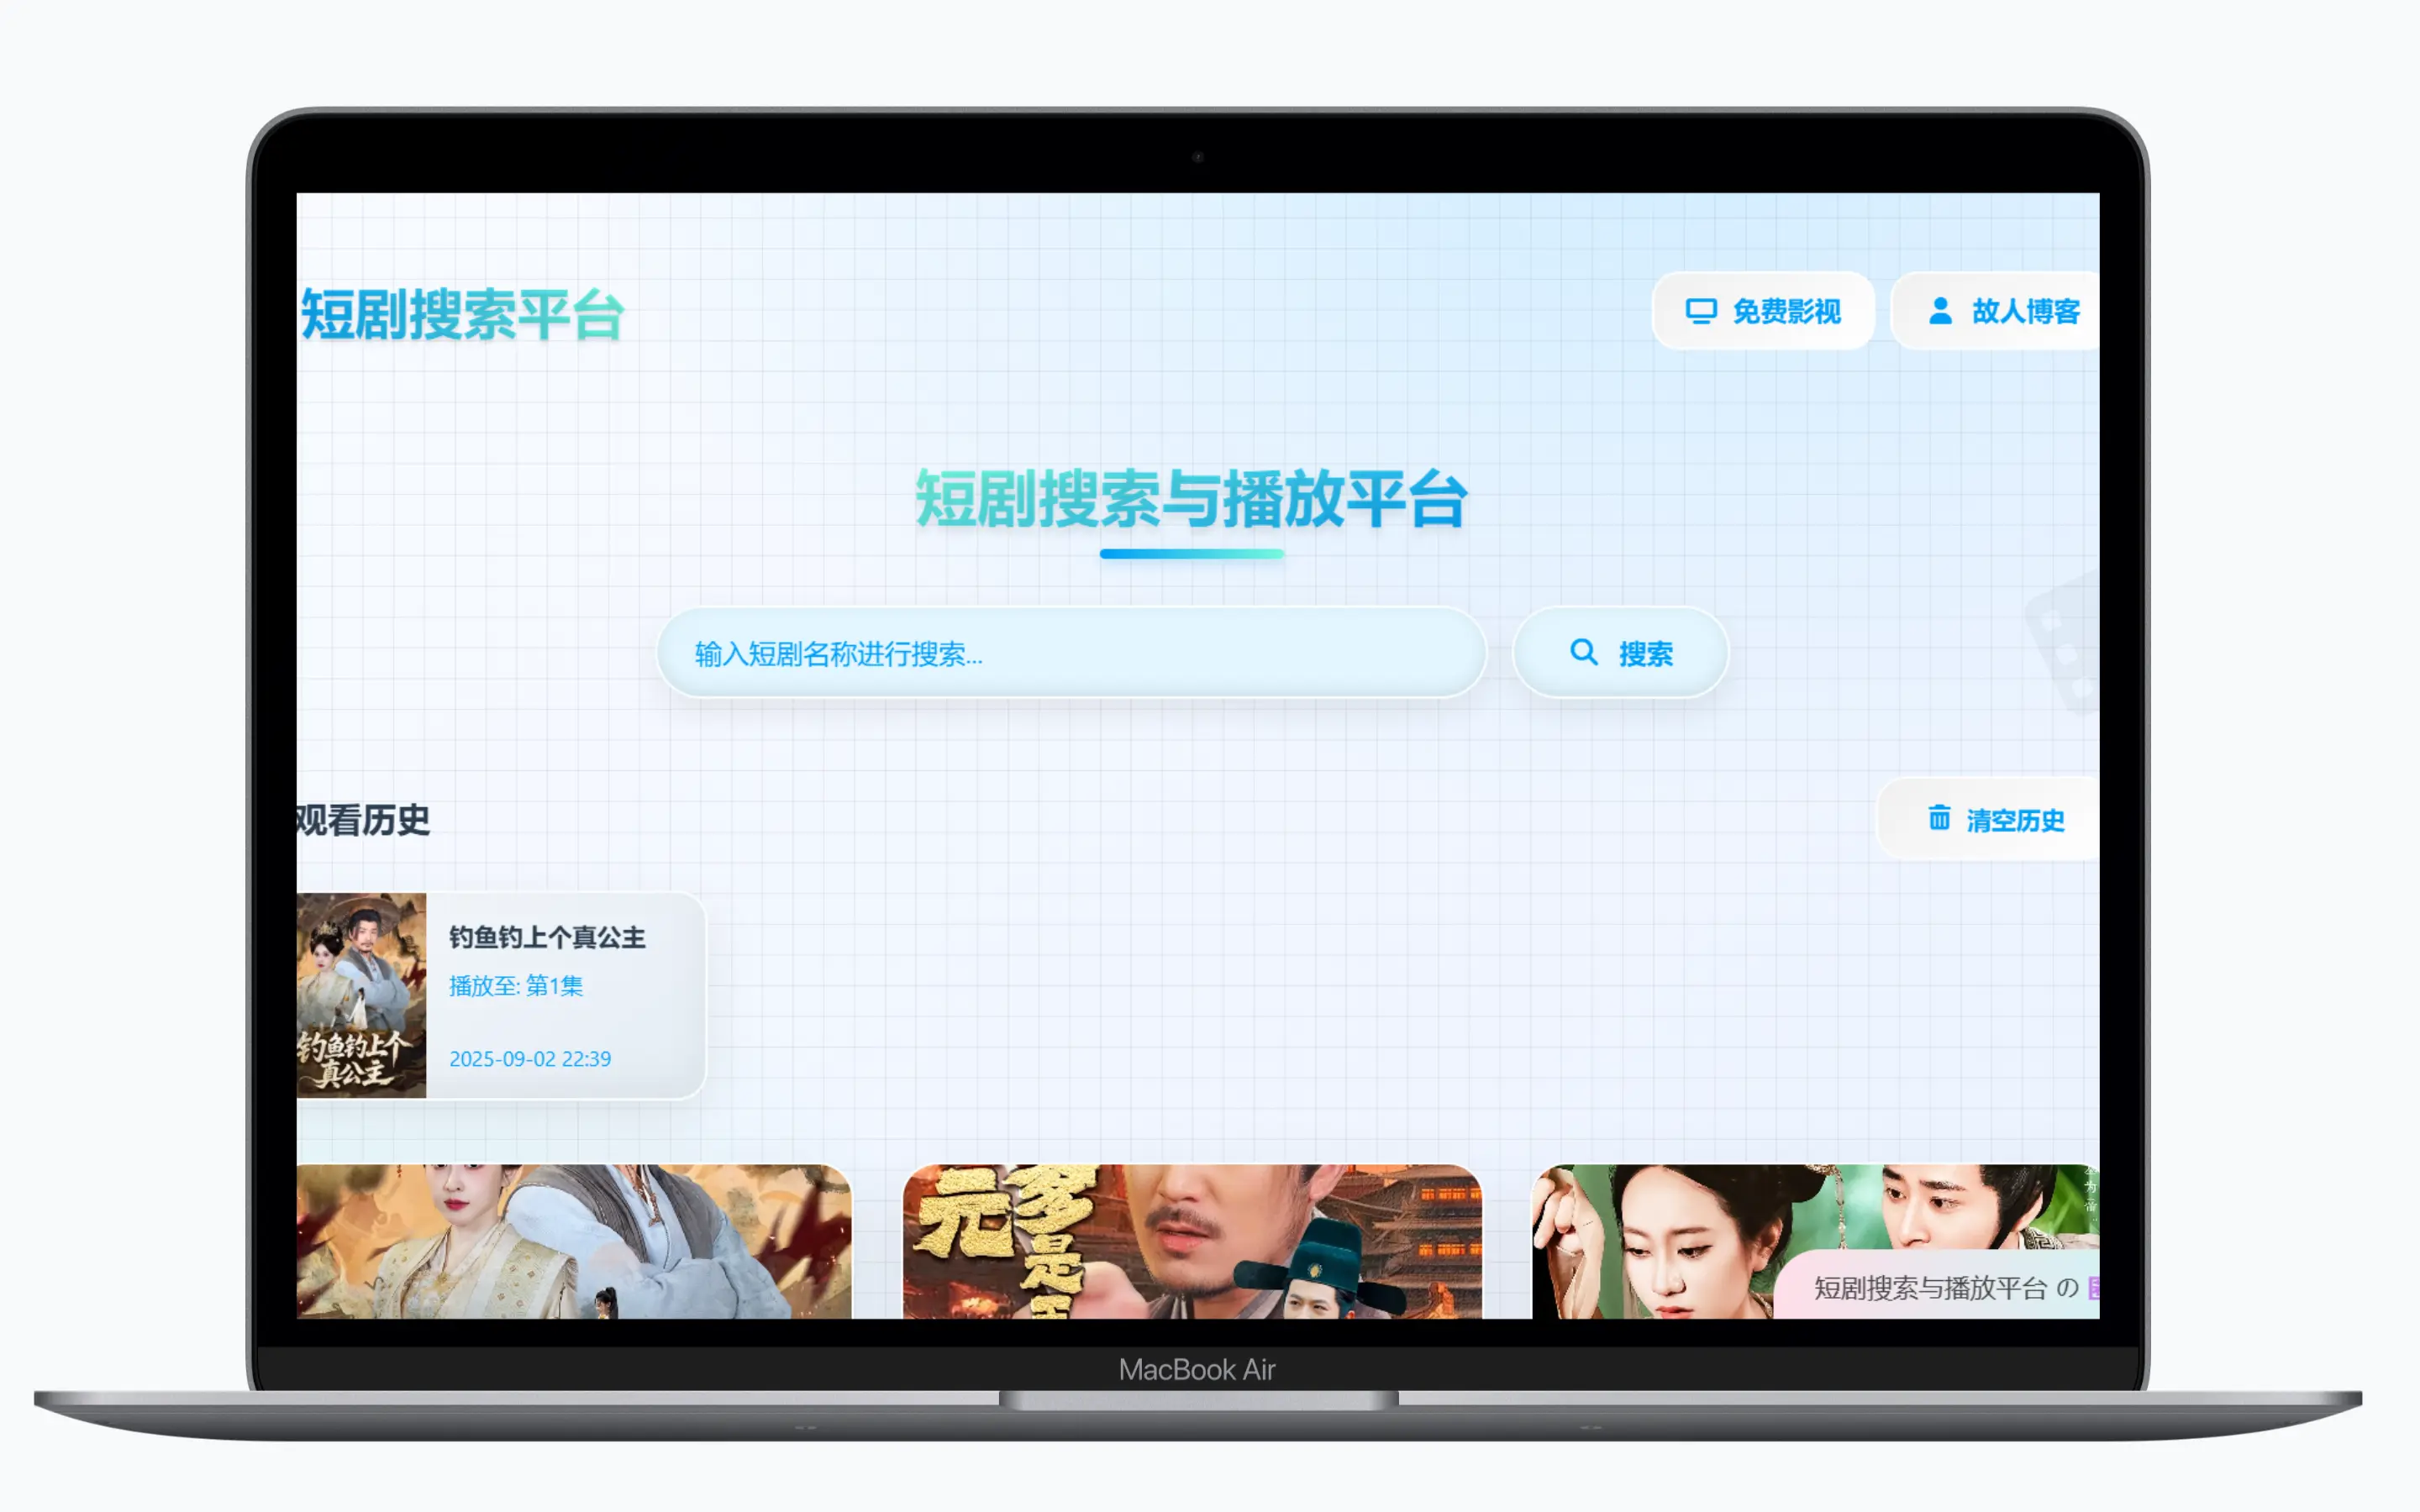 短剧搜索平台
免费影视
故人博客
短剧搜索与播放平台
输入短剧名称进行搜索...
搜索
观看历史
清空历史
钓鱼钓上个
真公主
钓鱼钓上个真公主
播放至: 第1集
2025-09-02 22:39
元
多是
为
短剧搜索与播放平台 の
MacBook Air